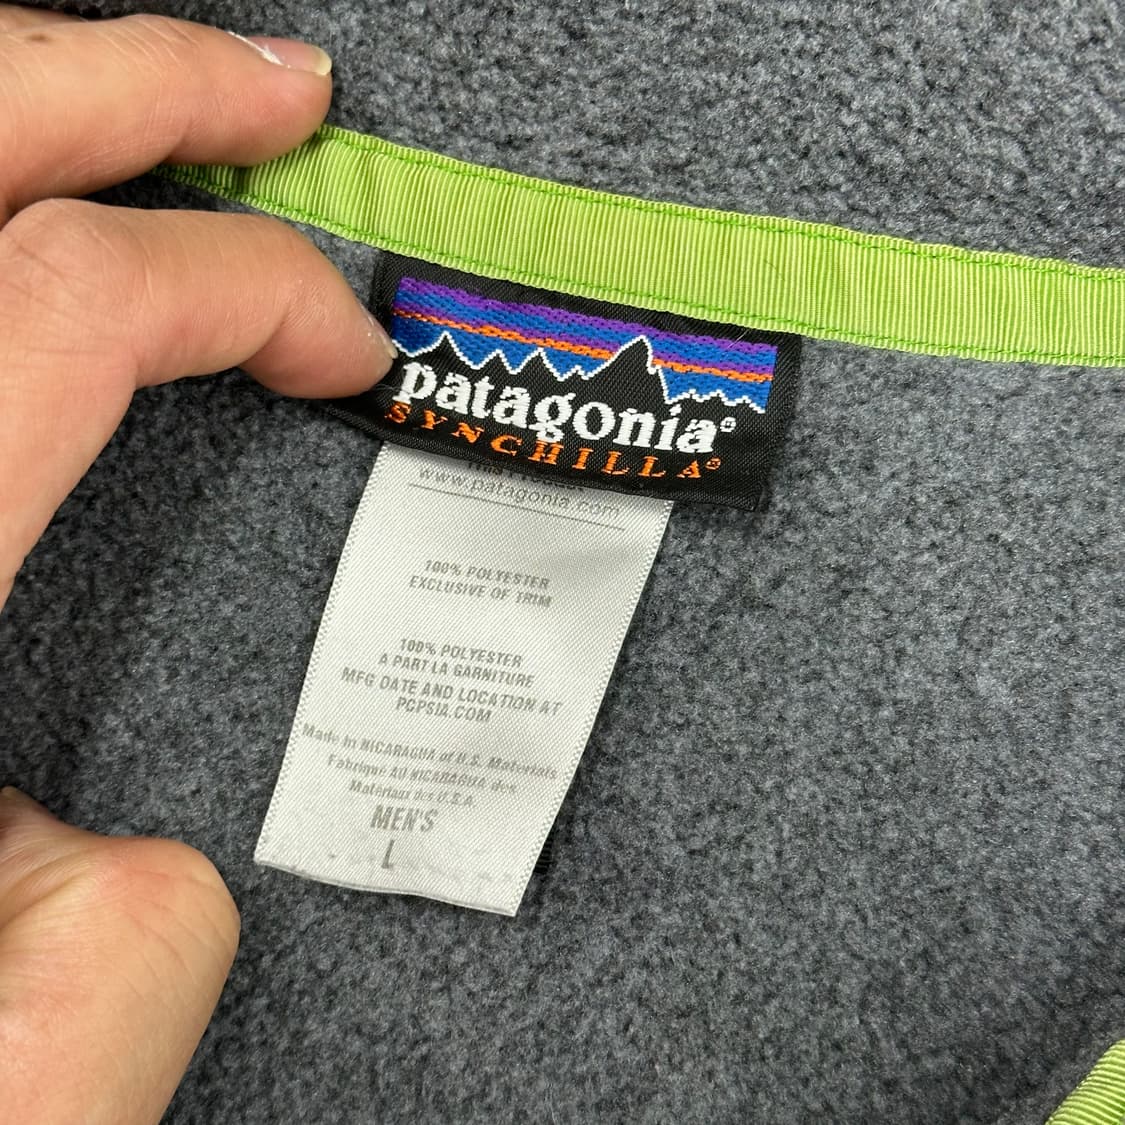 patagonia®
SYNCHILLA®
www.patagonia.com
100% POLYESTER
EXCLUSIVE OF TRIM
100% POLYESTER
A PART LA GARNITURE
MFG DATE AND LOCATION AT
PCPSIA.COM
Made in NICARAGUA of U.S. Materials
Fabriqué AU NICARAGUA des
Matériaux des U.S.A.
MEN'S
L